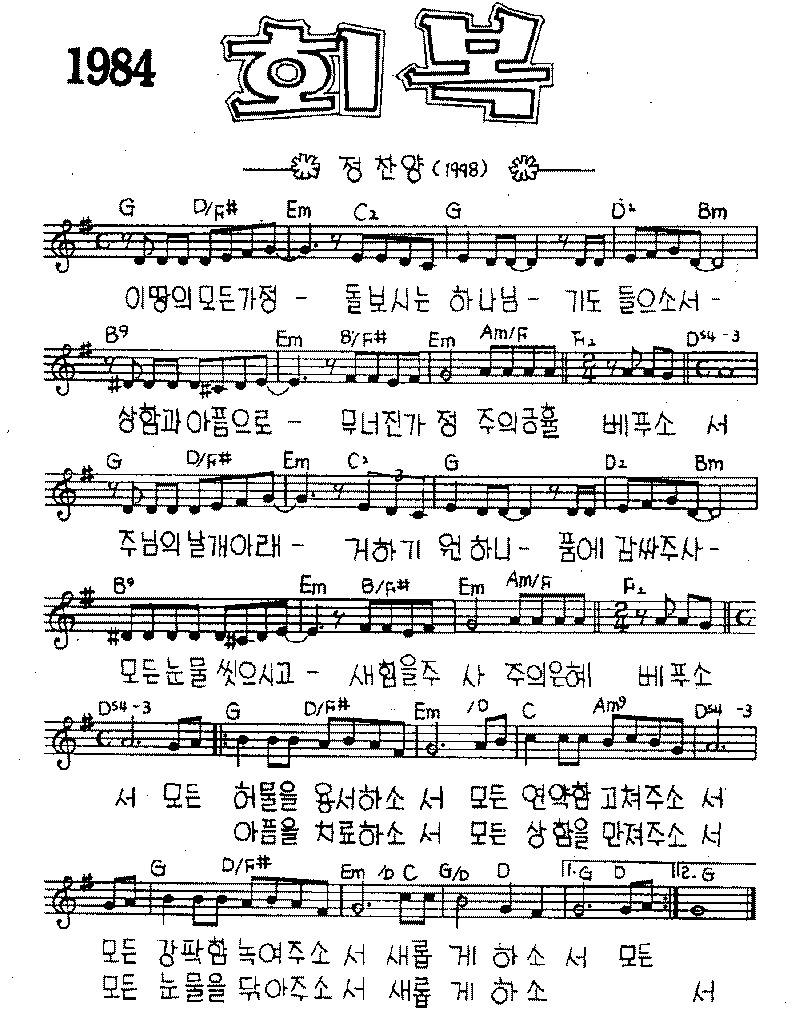 1984 회복
정 찬양 (1998)
G D/F# Em C2 G D2 Bm
이 땅의 모든가정 - 돌보시는 하나님 - 기도 들으소서 -
B9 Em B/F# Em Am/F F2 Dsus4 -3
상함과 아픔으로 - 무너진가 정 주의긍휼 베푸소 서
G D/F# Em C2 3 G D2 Bm
주님의 날개아래 - 거하기 원하니 - 품에 감싸주사 -
B9 Em B/F# Em Am/F F2
모든눈물 씻으시고 - 새힘을주 사 주의은혜 베푸소
Dsus4 -3 G D/F# Em /D C Am9 Dsus4 -3
서 모든 허물을 용서하소 서 모든 연약함 고쳐주소 서
아픔을 치료하소 서 모든 상함을 만져주소 서
G D/F# Em /D C G/D D 1. G D 2. G
모든 강퍅함 녹여주소 서 새롭 게 하 소 서 모든
모든 눈물을 닦아주소 서 새롭 게 하 소 서